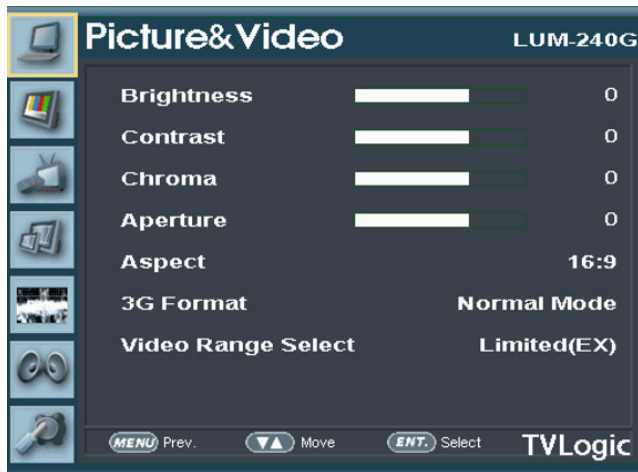 Picture&Video LUM-240G
Brightness 0
Contrast 0
Chroma 0
Aperture 0
Aspect 16:9
3G Format Normal Mode
Video Range Select Limited(EX)
MENU Prev. ▼▲ Move ENT. Select TVLogic